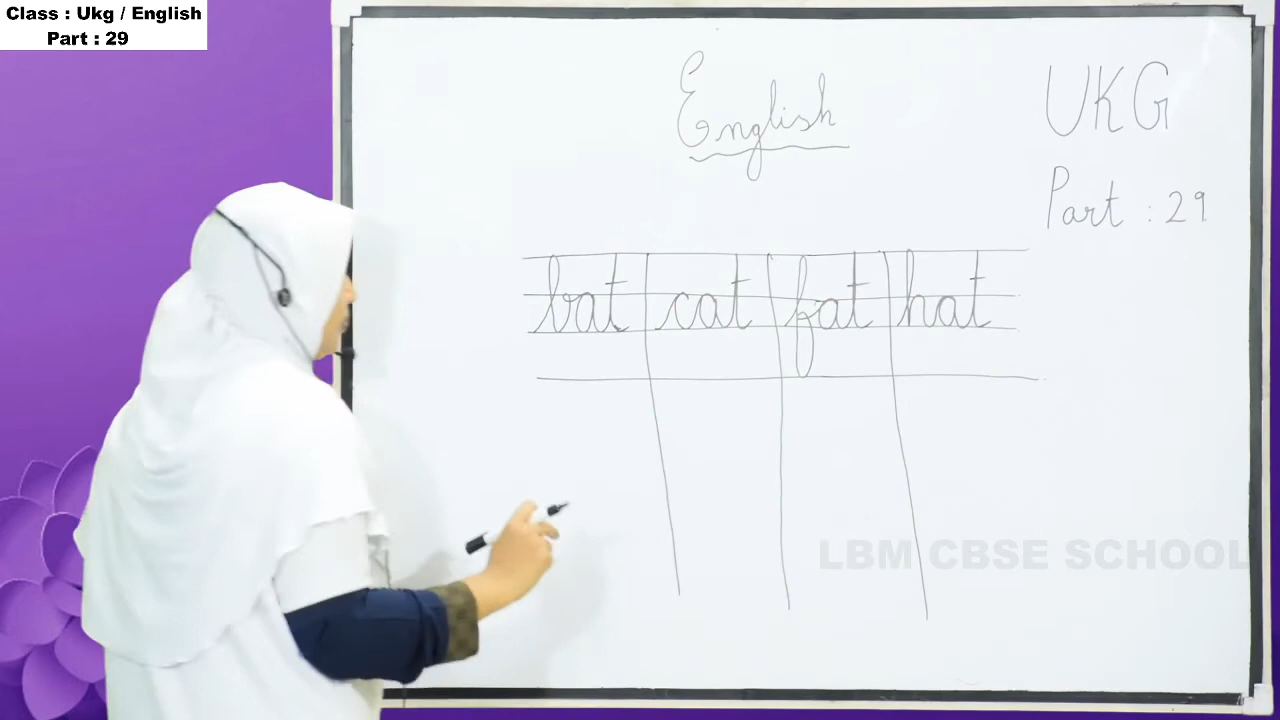 Class : Ukg / English
Part : 29
English
UKG
Part : 29
bat cat fat hat
LBM CBSE SCHOOL